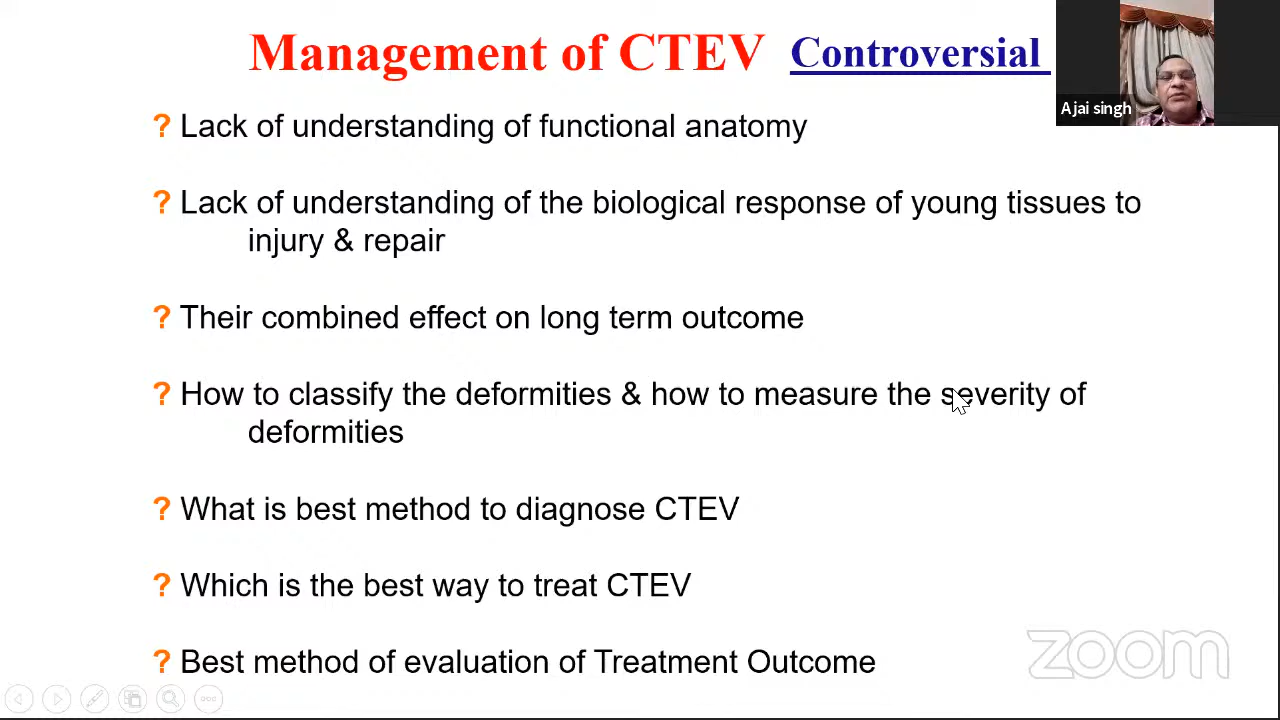 Management of CTEV Controversial
Ajai singh
? Lack of understanding of functional anatomy
? Lack of understanding of the biological response of young tissues to
injury & repair
? Their combined effect on long term outcome
? How to classify the deformities & how to measure the severity of
deformities
? What is best method to diagnose CTEV
? Which is the best way to treat CTEV
? Best method of evaluation of Treatment Outcome
zoom